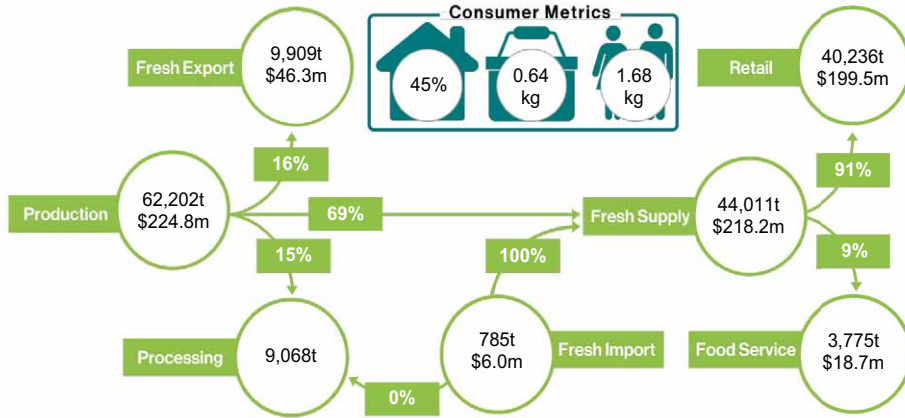 Consumer Metrics
45%
0.64
kg
1.68
kg
Fresh Export
9,909t
$46.3m
Retail
40,236t
$199.5m
16%
91%
Production
62,202t
$224.8m
69%
Fresh Supply
44,011t
$218.2m
15%
100%
9%
Processing
9,068t
785t
$6.0m
Fresh Import
Food Service
3,775t
$18.7m
0%